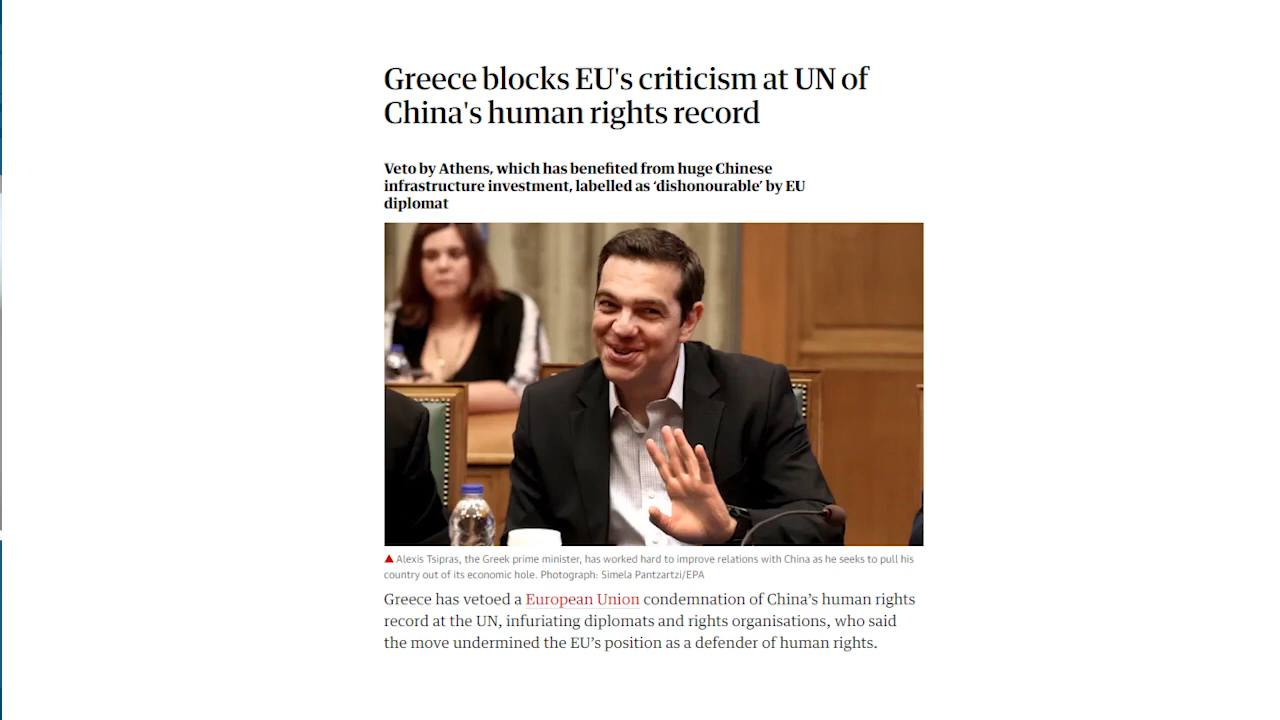 Greece blocks EU's criticism at UN of
China's human rights record
Veto by Athens, which has benefited from huge Chinese
infrastructure investment, labelled as ‘dishonourable’ by EU
diplomat
Alexis Tsipras, the Greek prime minister, has worked hard to improve relations with China as he seeks to pull his
country out of its economic hole. Photograph: Simela Pantzartzi/EPA
Greece has vetoed a European Union condemnation of China’s human rights
record at the UN, infuriating diplomats and rights organisations, who said
the move undermined the EU’s position as a defender of human rights.